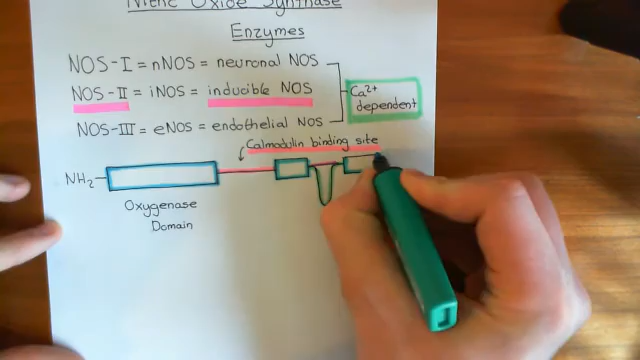 Nitric Oxide Synthase
Enzymes
NOS-I = nNOS = neuronal NOS
NOS-II = iNOS = inducible NOS
NOS-III = eNOS = endothelial NOS
Ca2+
dependent
Calmodulin binding site
NH2
Oxygenase
Domain